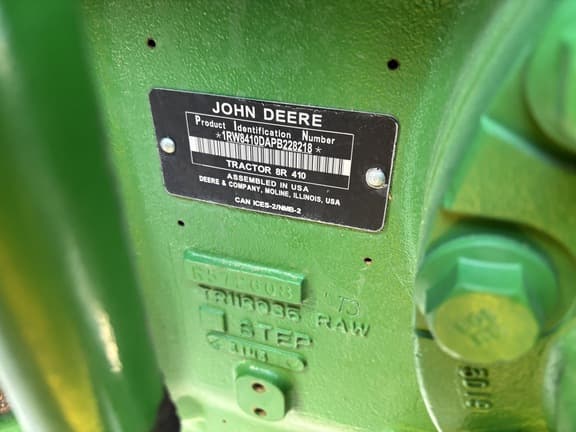 JOHN DEERE
Product Identification Number
*1RW8410DAPB228218*
TRACTOR 8R 410
ASSEMBLED IN USA
DEERE & COMPANY, MOLINE, ILLINOIS, USA
CAN ICES-2/NMB-2
RAW
STEP